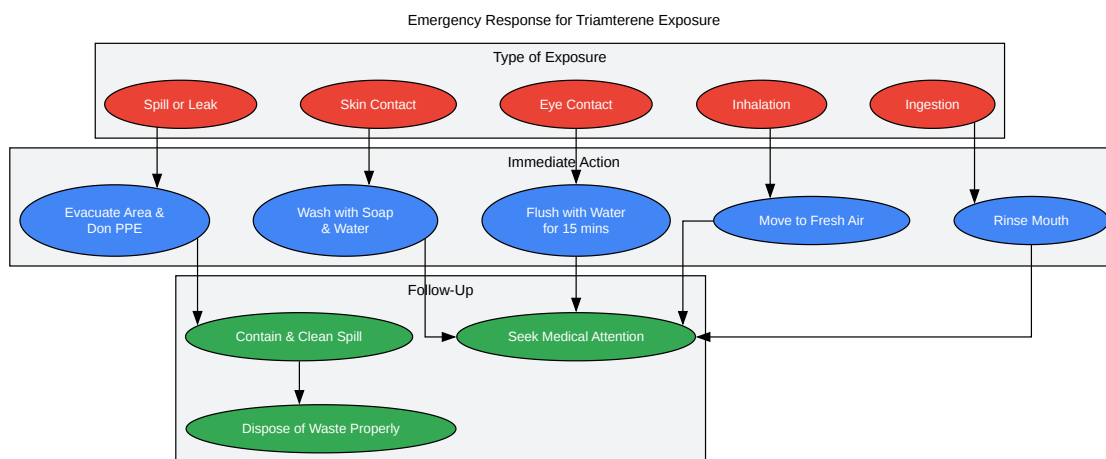 Emergency Response for Triamterene Exposure
Type of Exposure
Spill or Leak
Skin Contact
Eye Contact
Inhalation
Ingestion
Immediate Action
Evacuate Area &
Don PPE
Wash with Soap
& Water
Flush with Water
for 15 mins
Move to Fresh Air
Rinse Mouth
Follow-Up
Contain & Clean Spill
Seek Medical Attention
Dispose of Waste Properly